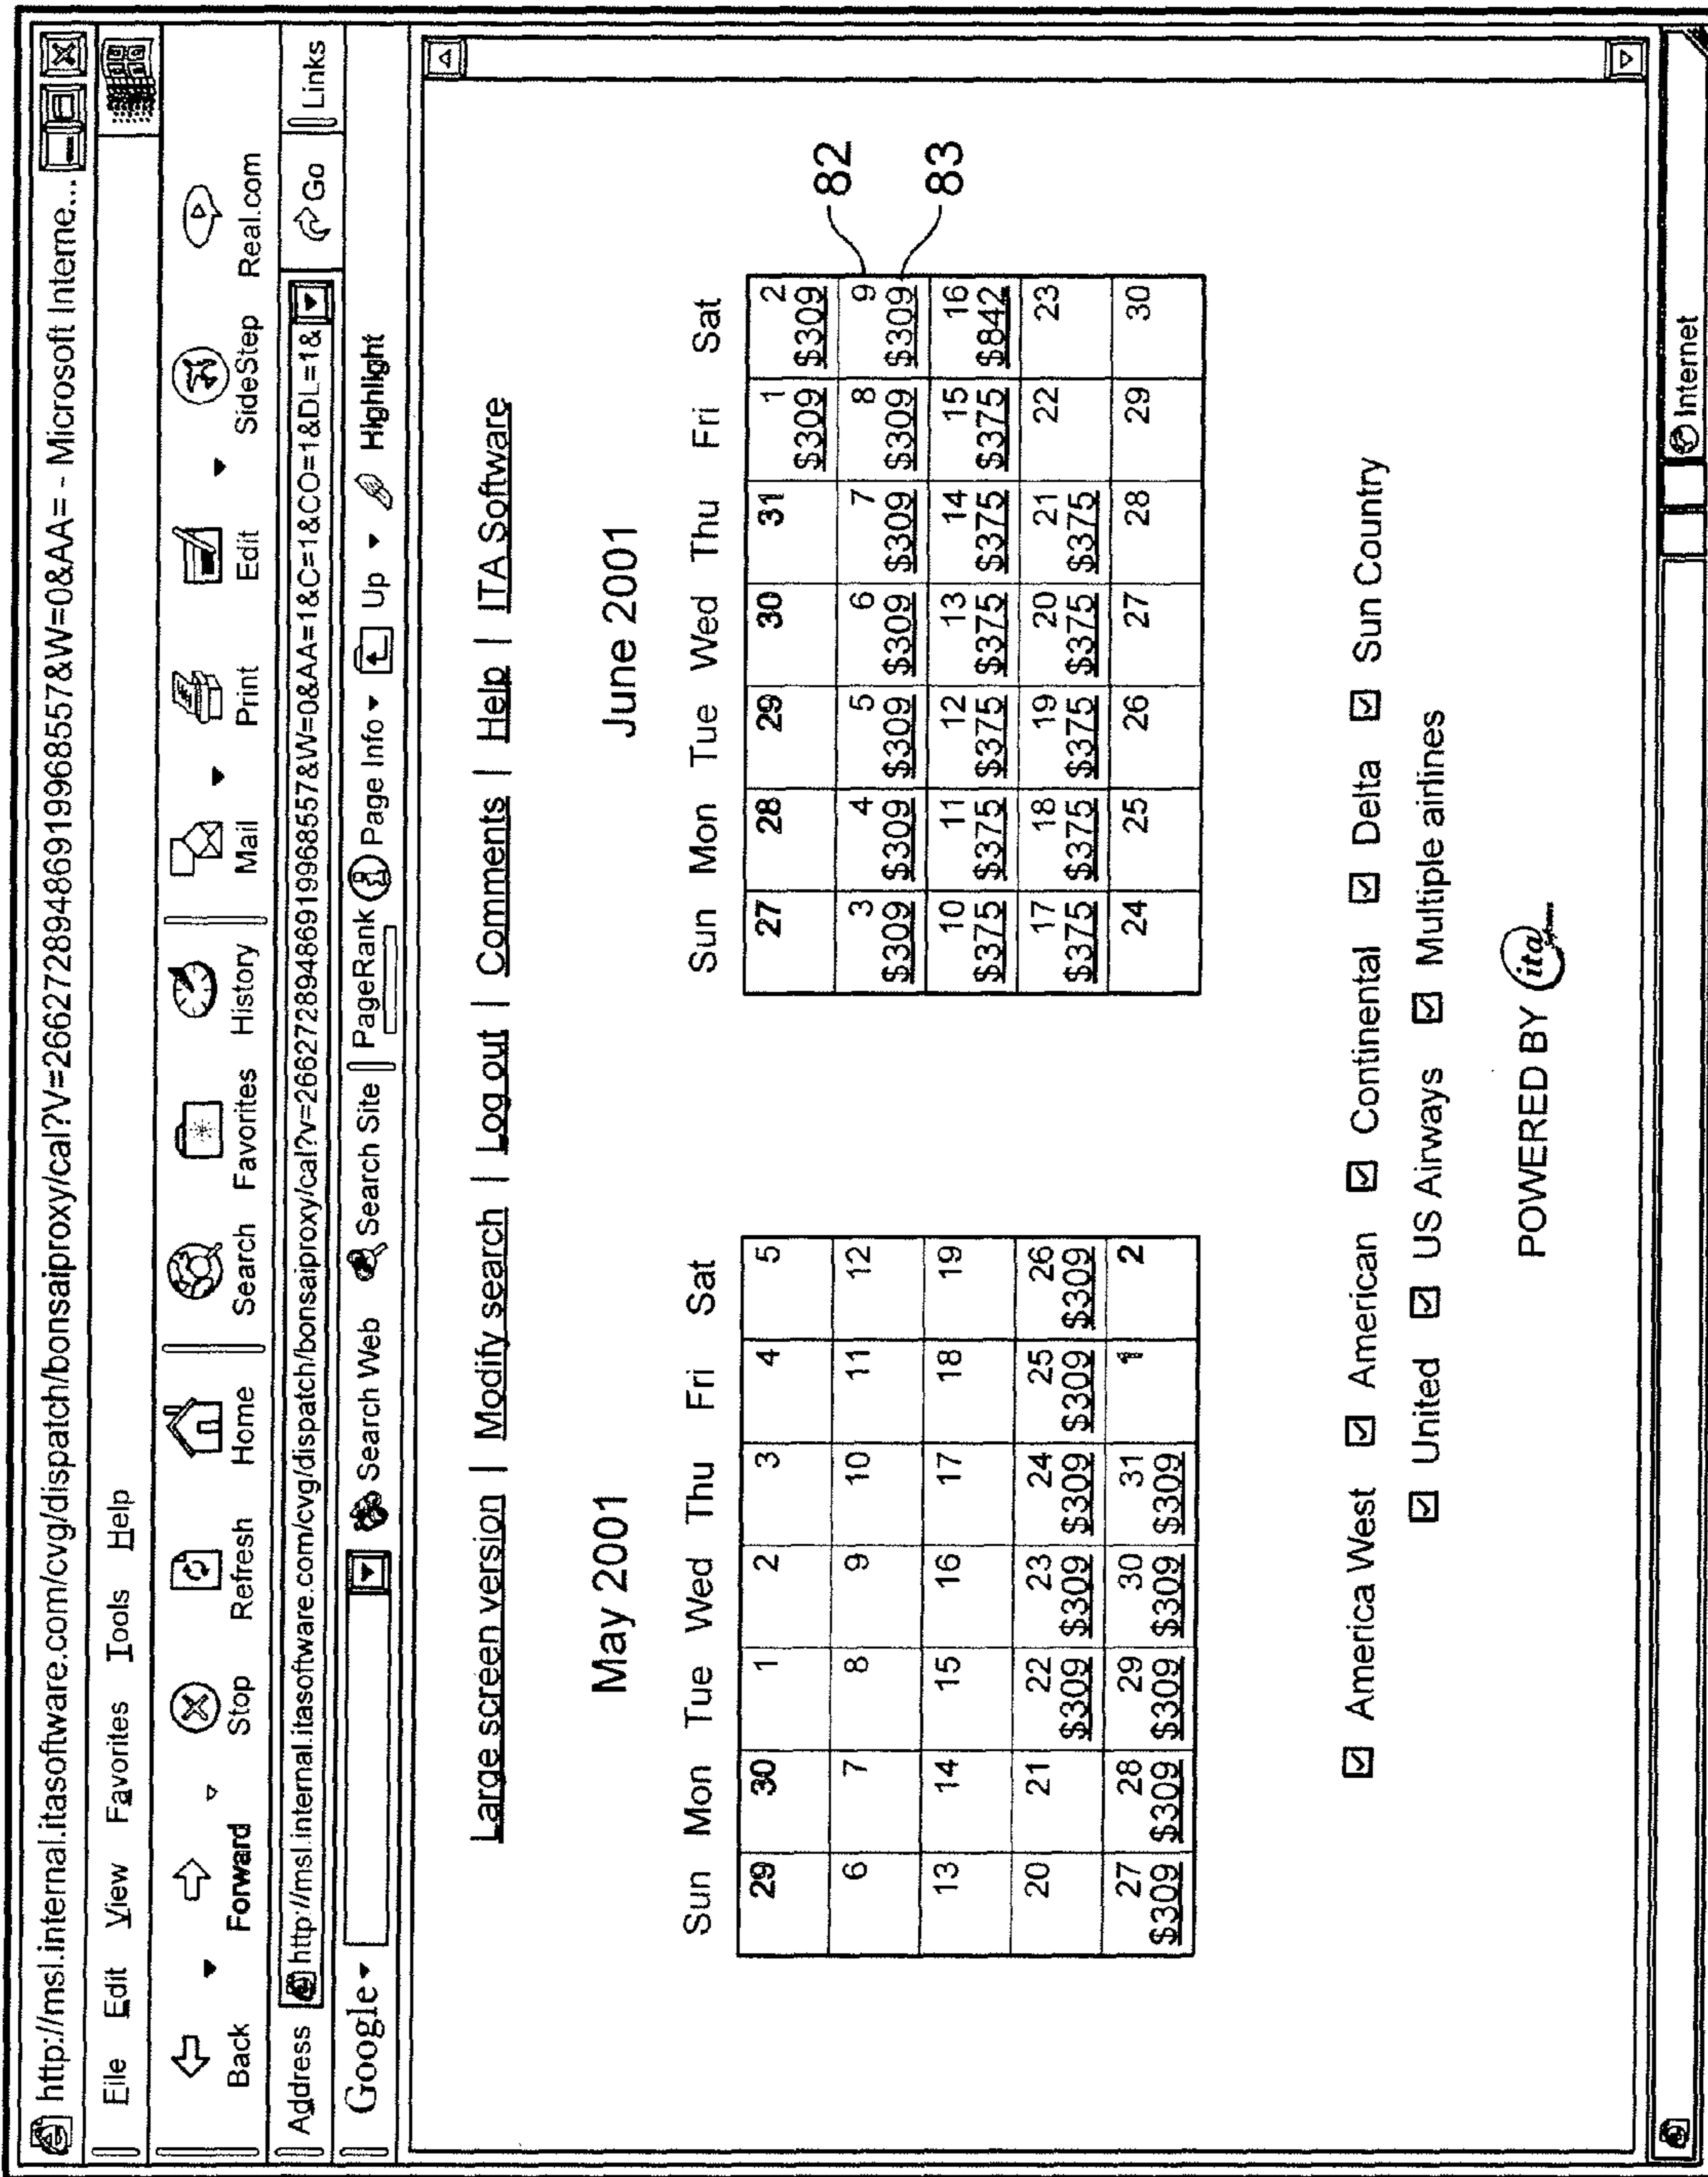 http://msl.internal.itasoftware.com/cvg/dispatch/bonsaiproxy/cal?V=26627289486919968557&W=0&AA= - Microsoft Interne...
File Edit View Favorites Tools Help
Back Forward Stop Refresh Home Search Favorites History Mail Print Edit SideStep Real.com
Address http://msl.internal.itasoftware.com/cvg/dispatch/bonsaiproxy/cal?v=26627289486919968557&W=0&AA=1&C=1&CO=1&DL=1& Go Links
Google Search Web Search Site PageRank Page Info Up Highlight
Large screen version | Modify search | Log out | Comments | Help | ITA Software
May 2001
Sun Mon Tue Wed Thu Fri Sat
29 30 1 2 3 4 5
6 7 8 9 10 11 12
13 14 15 16 17 18 19
20 21 22 23 24 25 26
$309 $309 $309 $309 $309
27 28 29 30 31 1 2
$309 $309 $309 $309 $309
June 2001
Sun Mon Tue Wed Thu Fri Sat
27 28 29 30 31 1 2
$309 $309
3 4 5 6 7 8 9
$309 $309 $309 $309 $309 $309 $309
10 11 12 13 14 15 16
$375 $375 $375 $375 $375 $375 $842
17 18 19 20 21 22 23
$375 $375 $375 $375 $375
24 25 26 27 28 29 30
82
83
America West American Continental Delta Sun Country
United US Airways Multiple airlines
POWERED BY ita Software
Internet